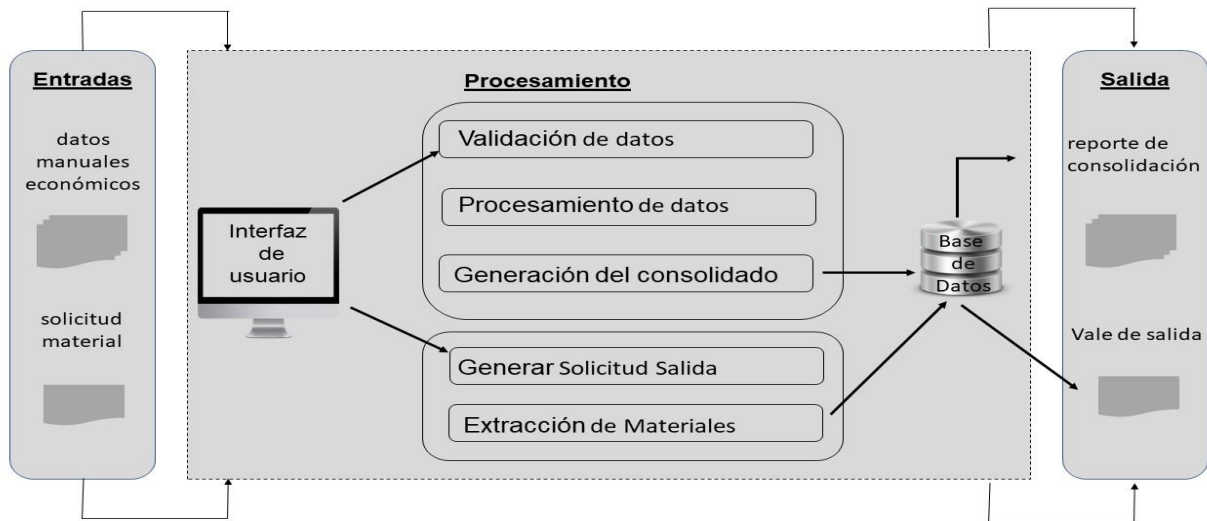 Entradas
datos
manuales
económicos
solicitud
material
Procesamiento
Interfaz
de
usuario
Validación de datos
Procesamiento de datos
Generación del consolidado
Generar Solicitud Salida
Extracción de Materiales
Base
de
Datos
Salida
reporte de
consolidación
Vale de salida